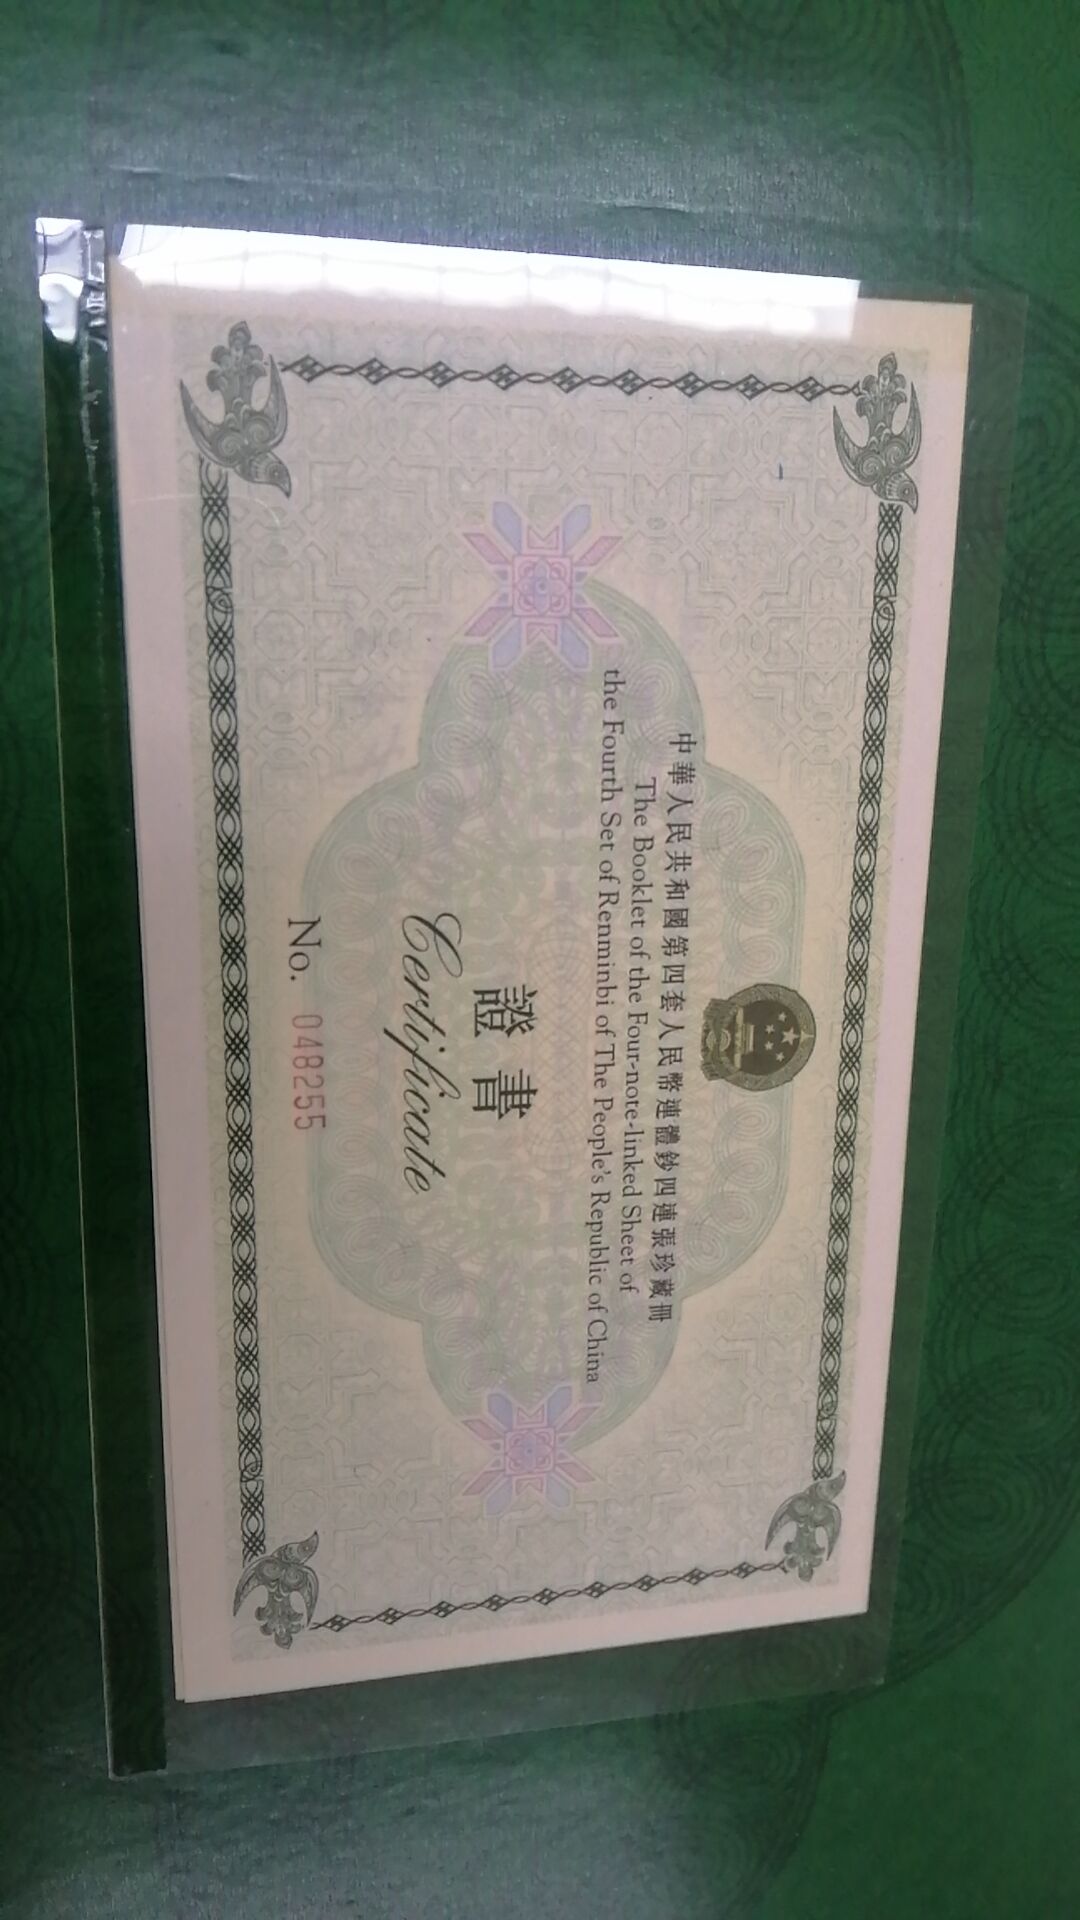 中華人民共和國第四套人民幣連體鈔四連張珍藏冊
The Booklet of the Four-note-linked Sheet of
the Fourth Set of Renminbi of The People's Republic of China
證書
Certificate
No. 048255